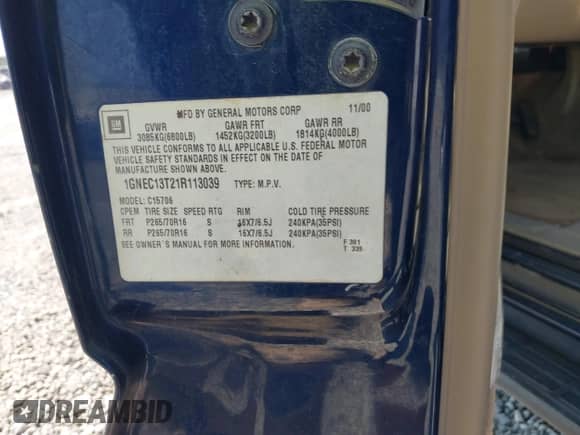 GM
MFD BY GENERAL MOTORS CORP 11/00
GVWR GAWR FRT GAWR RR
3085KG(6800LB) 1452KG(3200LB) 1814KG(4000LB)
THIS VEHICLE CONFORMS TO ALL APPLICABLE U.S. FEDERAL MOTOR
VEHICLE SAFETY STANDARDS IN EFFECT ON THE DATE OF
MANUFACTURE SHOWN ABOVE.
1GNEC13T21R113039 TYPE: M.P.V.
MODEL: C15706
CPEM TIRE SIZE SPEED RTG RIM COLD TIRE PRESSURE
FRT P265/70R16 S 16X7/6.5J 240KPA(35PSI)
RR P265/70R16 S 16X7/6.5J 240KPA(35PSI)
SEE OWNER'S MANUAL FOR MORE INFORMATION.
F 391
T 335
DREAMBID